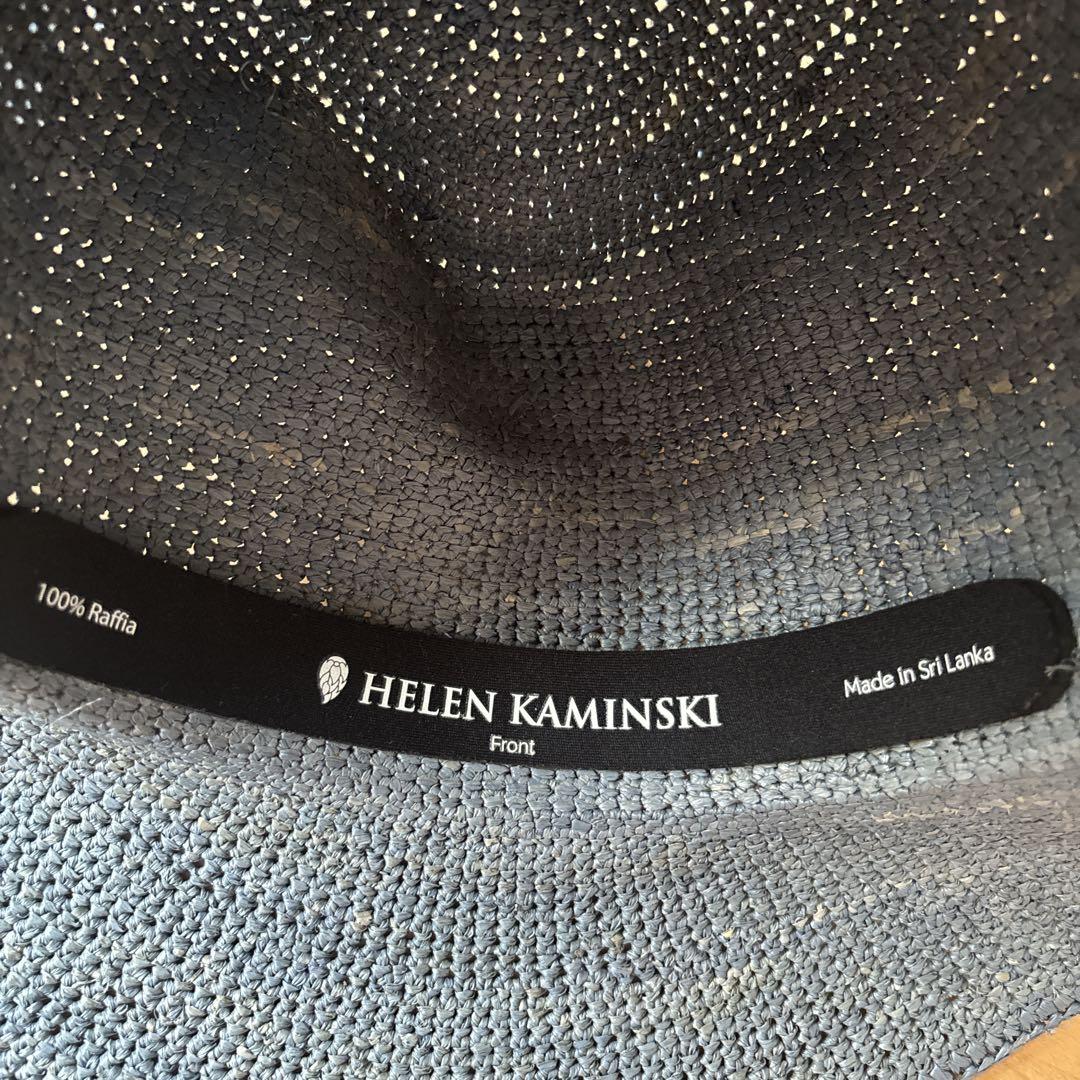 100% Raffia
HELEN KAMINSKI
Front
Made in Sri Lanka